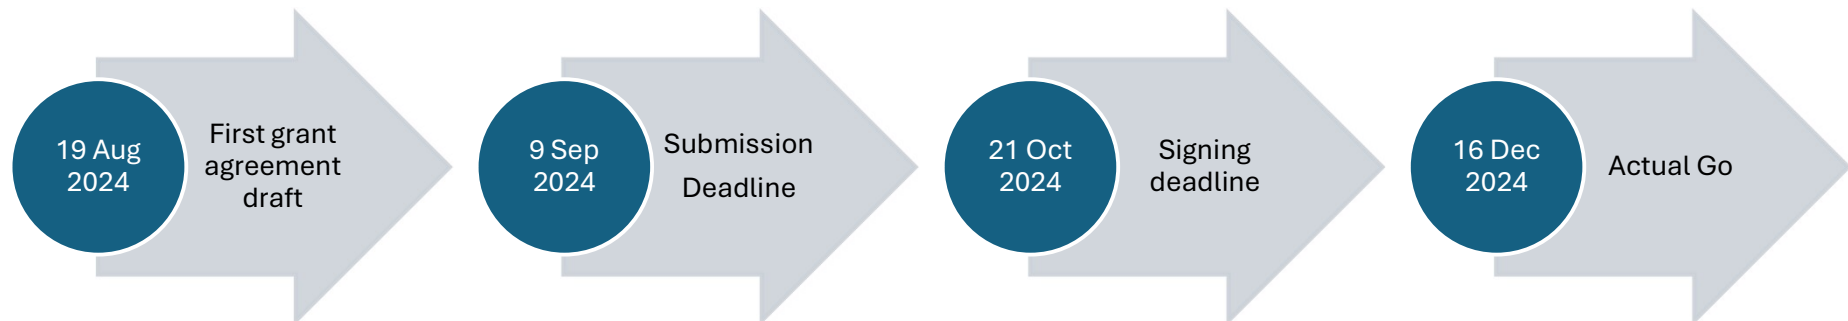 19 Aug
2024
First grant
agreement
draft
9 Sep
2024
Submission
Deadline
21 Oct
2024
Signing
deadline
16 Dec
2024
Actual Go